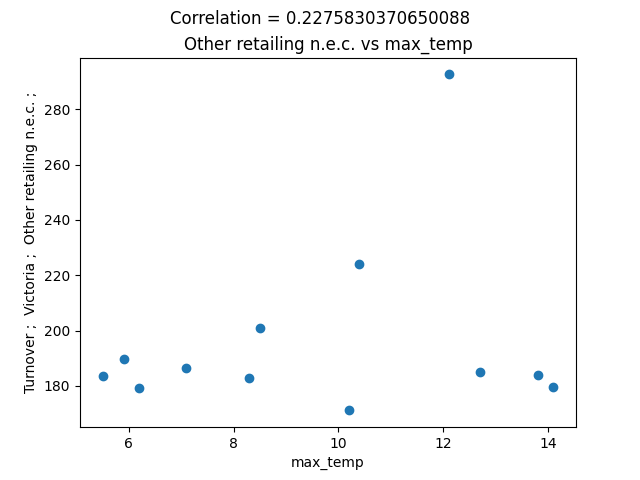 Correlation = 0.2275830370650088
Other retailing n.e.c. vs max_temp
Turnover ;  Victoria ;  Other retailing n.e.c. ;
280
260
240
220
200
180
6
8
10
12
14
max_temp